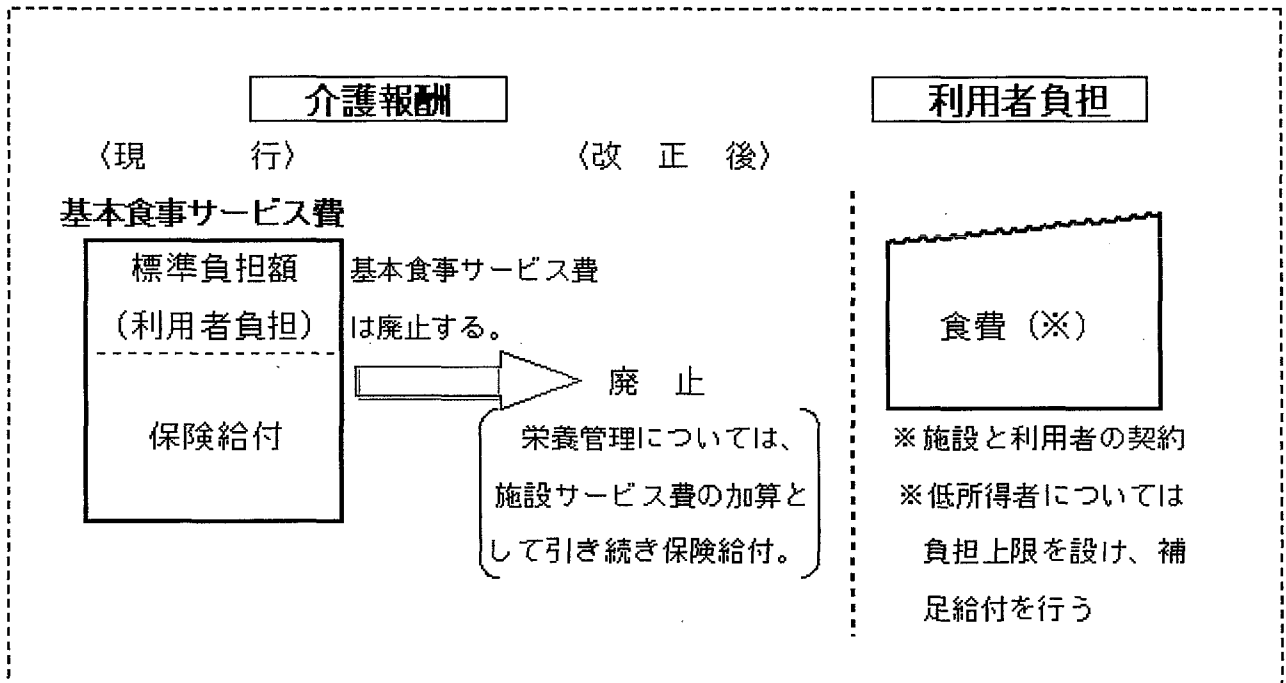 介護報酬
利用者負担
〈現　　　行〉
〈改　正　後〉
基本食事サービス費
標準負担額
（利用者負担）
保険給付
基本食事サービス費
は廃止する。
廃　止
栄養管理については、
施設サービス費の加算と
して引き続き保険給付。
食費（※）
※施設と利用者の契約
※低所得者については
負担上限を設け、補
足給付を行う